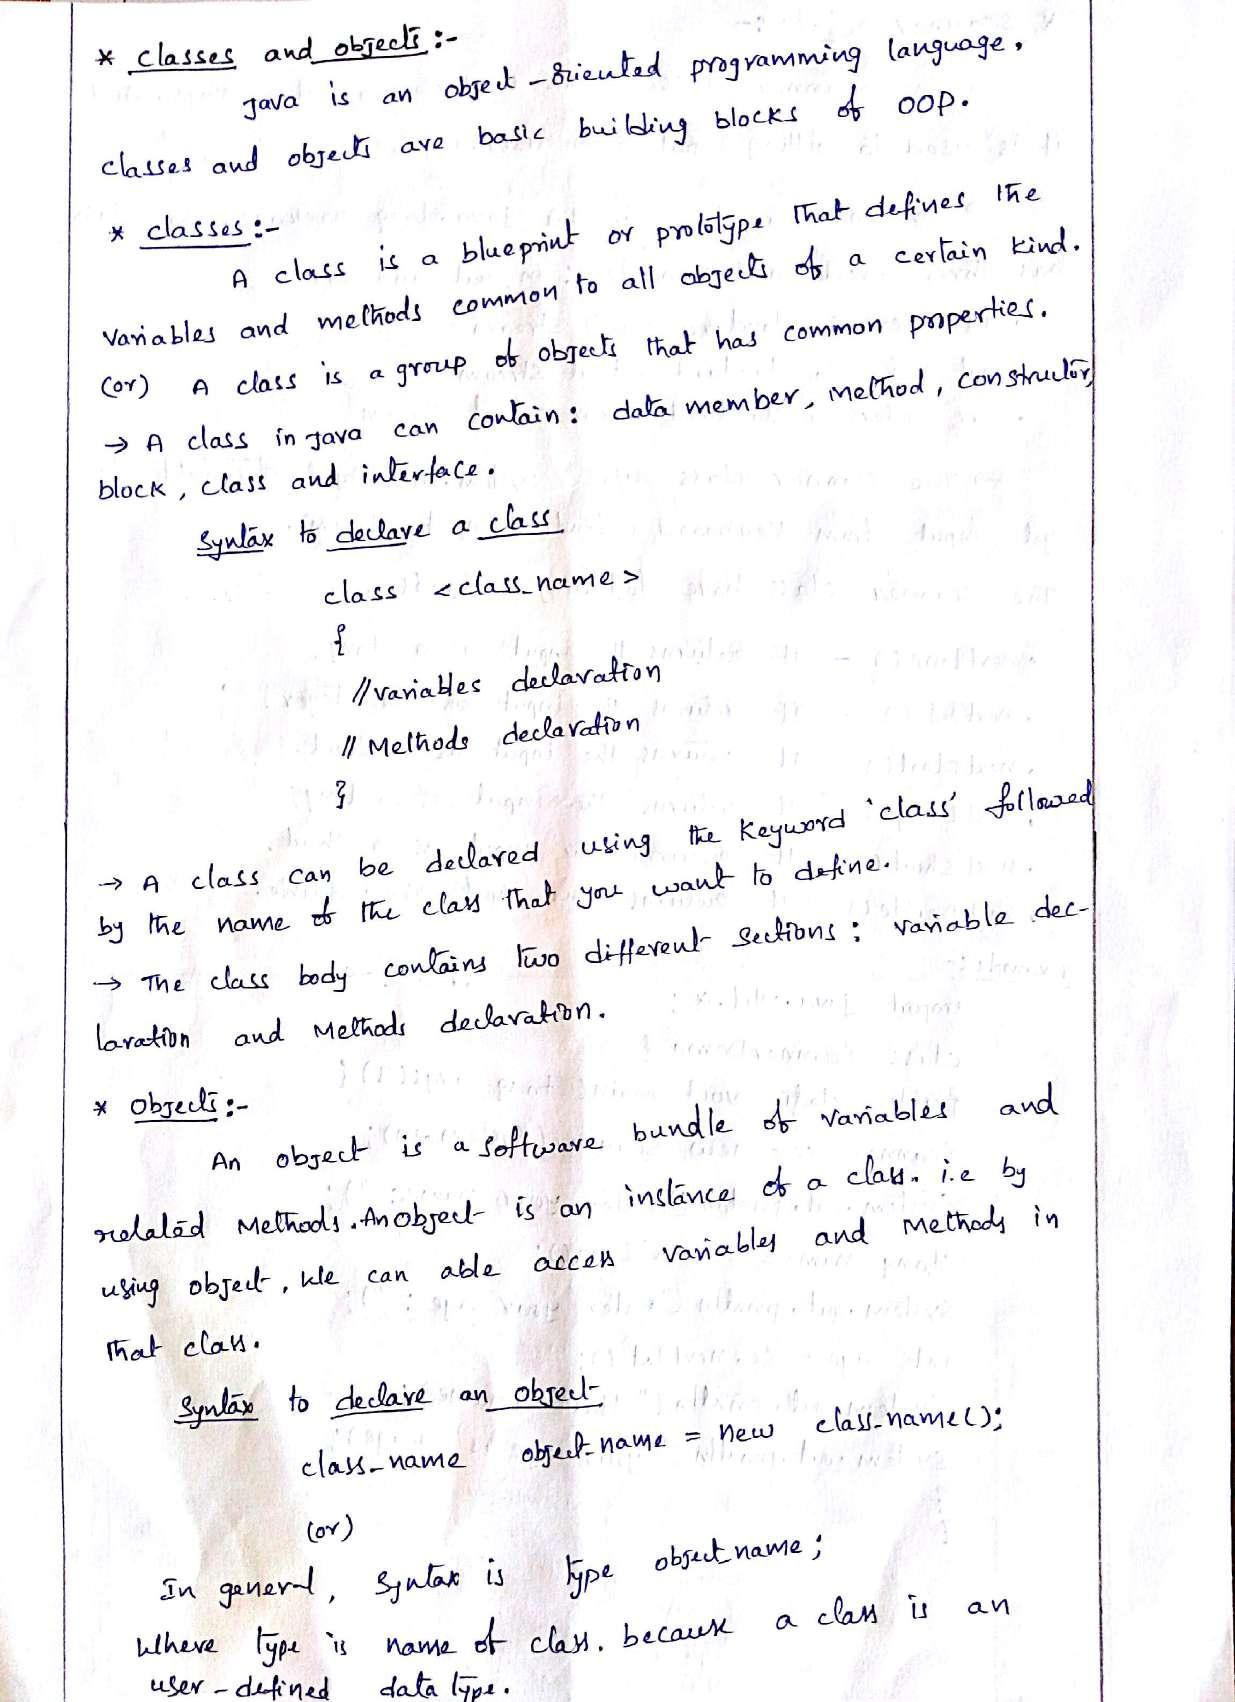 * classes and objects :-
Java is an object-oriented programming language.
classes and objects are basic building blocks of OOP.
* classes :-
A class is a blueprint or prototype that defines the
variables and methods common to all objects of a certain kind.
(or) A class is a group of objects that has common properties.
→ A class in java can contain: data member, method, constructor,
block, class and interface.
Syntax to declare a class
class <class_name>
{
//variables declaration
// Methods declaration
}
→ A class can be declared using the keyword 'class' followed
by the name of the class that you want to define.
→ The class body contains two different sections: variable dec-
laration and Methods declaration.
* Objects :-
An object is a software bundle of variables and
related Methods. An object is an instance of a class. i.e by
using object, We can able access variables and Methods in
that class.
Syntax to declare an object
class_name object_name = new class_name();
(or)
In general, Syntax is type object_name;
Where type is name of class. because a class is an
user-defined data type.